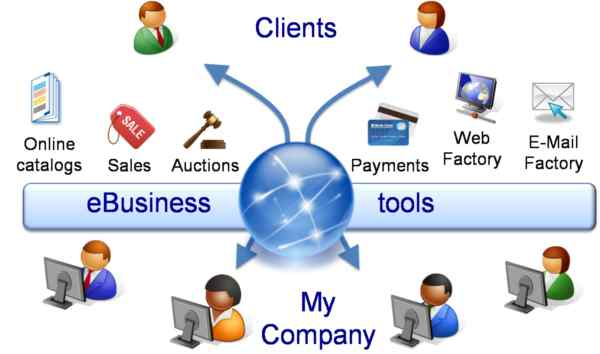 Clients
Online
catalogs
SALE
Sales
Auctions
Payments
Web
Factory
E-Mail
Factory
eBusiness tools
My
Company